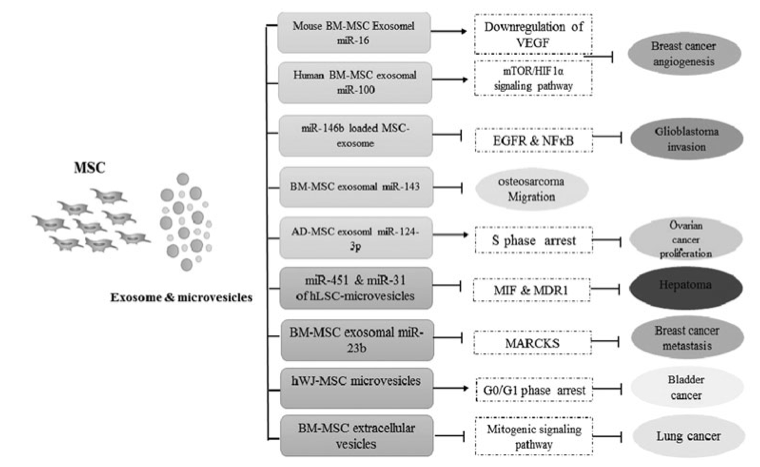 MSC
Exosome & microvesicles
Mouse BM-MSC Exosomel
miR-16
Downregulation of
VEGF
Breast cancer
angiogenesis
Human BM-MSC exosomal
miR-100
mTOR/HIF1α
signaling pathway
miR-146b loaded MSC-
exosome
EGFR & NFκB
Glioblastoma
invasion
BM-MSC exosomal miR-143
osteosarcoma
Migration
AD-MSC exosoml miR-124-
3p
S phase arrest
Ovarian
cancer
proliferation
miR-451 & miR-31
of hLSC-microvesicles
MIF & MDR1
Hepatoma
BM-MSC exosomal miR-
23b
MARCKS
Breast cancer
metastasis
hWJ-MSC microvesicles
G0/G1 phase arrest
Bladder
cancer
BM-MSC extracellular
vesicles
Mitogenic signaling
pathway
Lung cancer